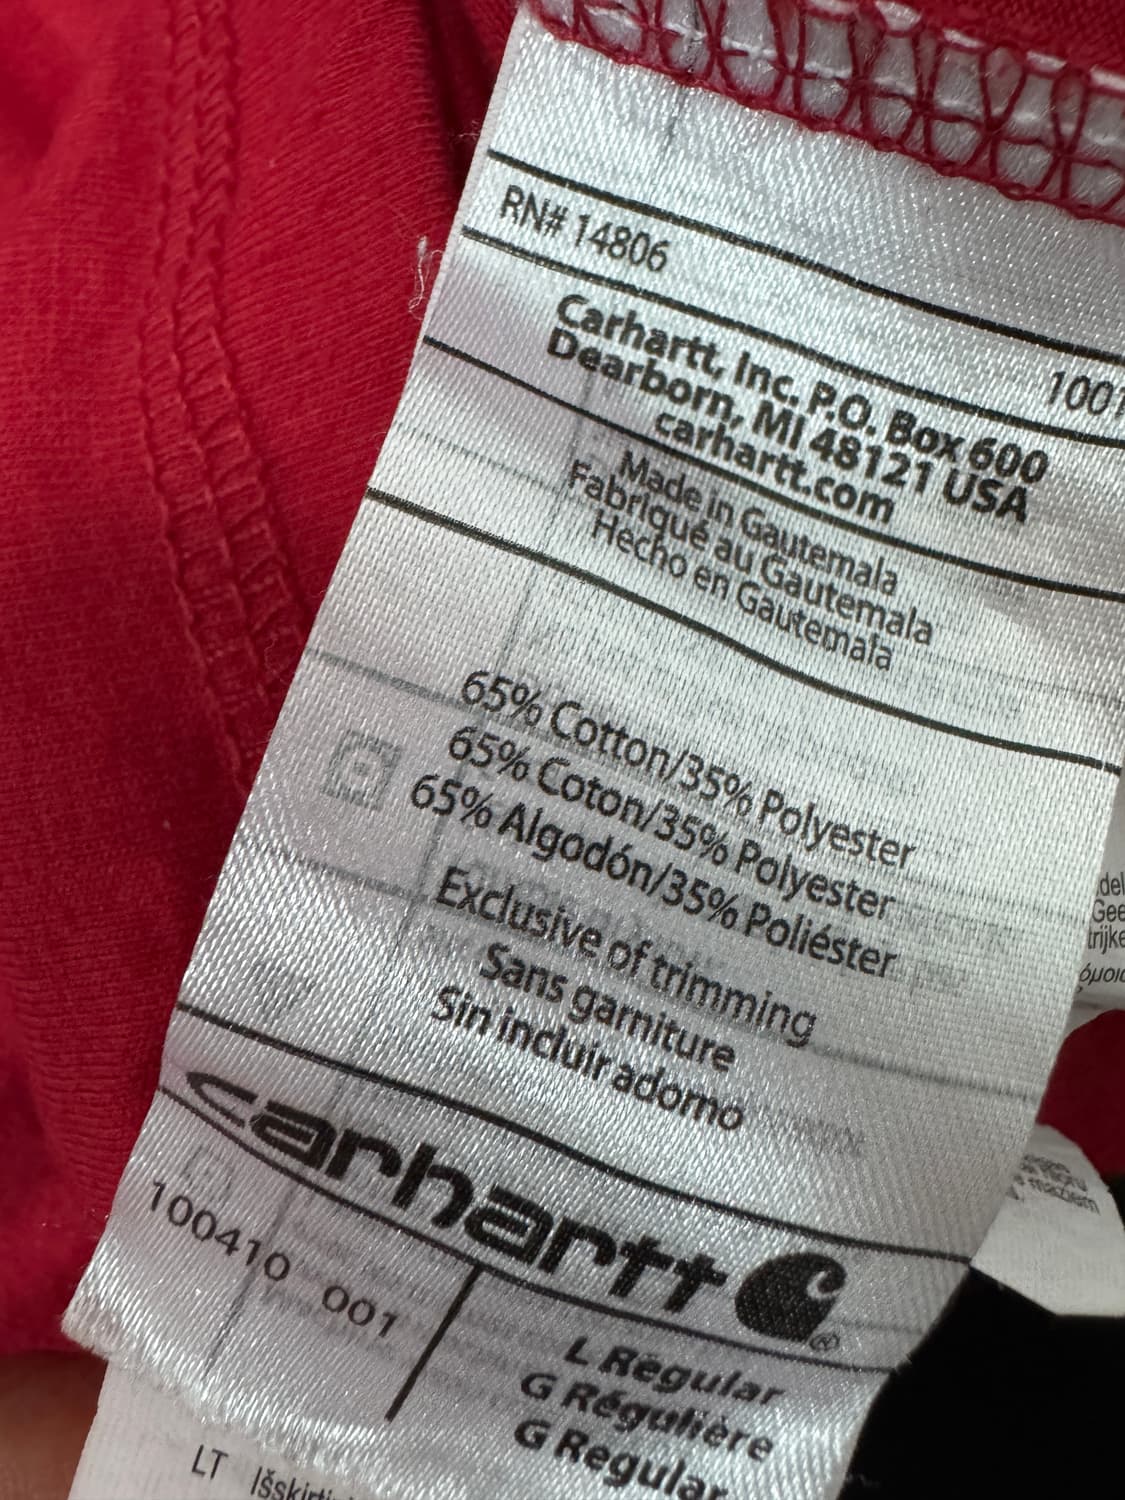 RN# 14806
1001
Carhartt, Inc. P.O. Box 600
Dearborn, MI 48121 USA
carhartt.com
Made in Gautemala
Fabriqué au Gautemala
Hecho en Gautemala
65% Cotton/35% Polyester
65% Coton/35% Polyester
65% Algodón/35% Poliéster
Exclusive of trimming
Sans garniture
Sin incluir adorno
carhartt
100410 001
L Regular
G Régulière
G Regular
LT